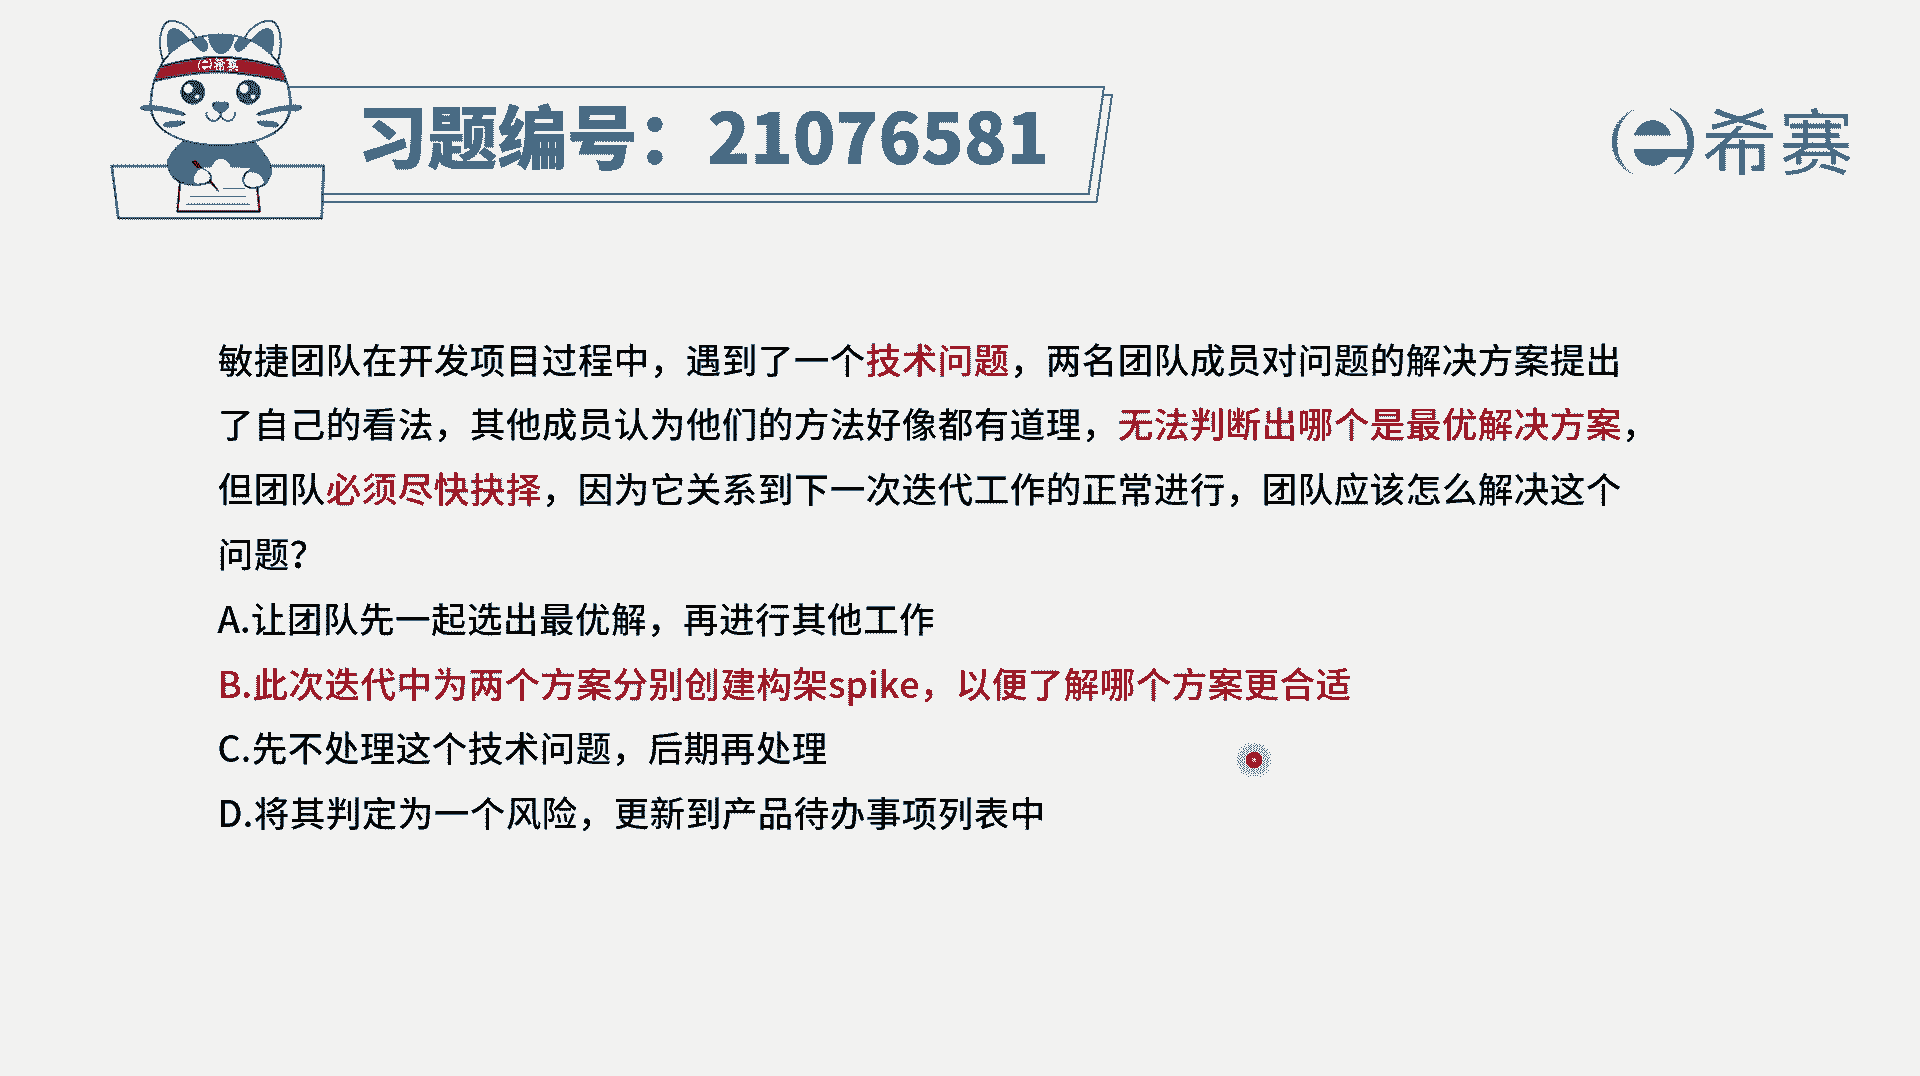 希赛
习题编号：21076581
希赛
敏捷团队在开发项目过程中，遇到了一个技术问题，两名团队成员对问题的解决方案提出
了自己的看法，其他成员认为他们的方法好像都有道理，无法判断出哪个是最优解决方案，
但团队必须尽快抉择，因为它关系到下一次迭代工作的正常进行，团队应该怎么解决这个
问题？
A.让团队先一起选出最优解，再进行其他工作
B.此次迭代中为两个方案分别创建构架spike，以便了解哪个方案更合适
C.先不处理这个技术问题，后期再处理
D.将其判定为一个风险，更新到产品待办事项列表中